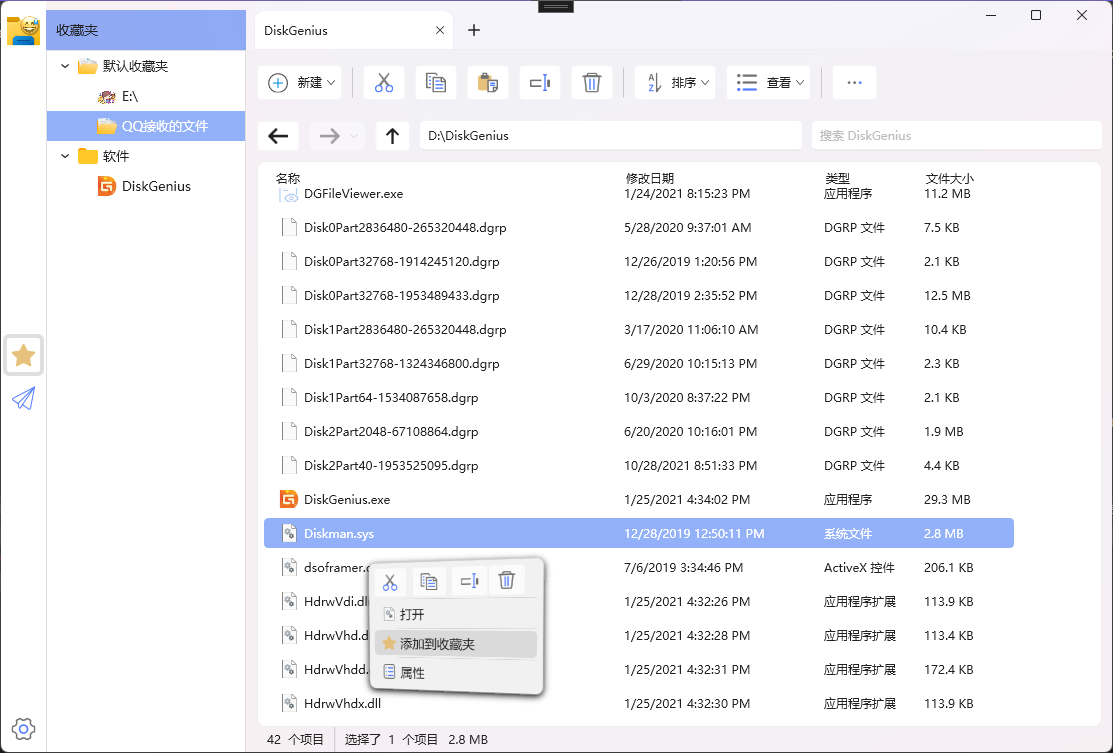 收藏夹
默认收藏夹
E:\
QQ接收的文件
软件
DiskGenius
DiskGenius
新建
排序
查看
D:\DiskGenius
搜索 DiskGenius
名称 修改日期 类型 文件大小
DGFileViewer.exe 1/24/2021 8:15:23 PM 应用程序 11.2 MB
Disk0Part2836480-265320448.dgrp 5/28/2020 9:37:01 AM DGRP 文件 7.5 KB
Disk0Part32768-1914245120.dgrp 12/26/2019 1:20:56 PM DGRP 文件 2.1 KB
Disk0Part32768-1953489433.dgrp 12/28/2019 2:35:52 PM DGRP 文件 12.5 MB
Disk1Part2836480-265320448.dgrp 3/17/2020 11:06:10 AM DGRP 文件 10.4 KB
Disk1Part32768-1324346800.dgrp 6/29/2020 10:15:13 PM DGRP 文件 2.3 KB
Disk1Part64-1534087658.dgrp 10/3/2020 8:37:22 PM DGRP 文件 2.1 KB
Disk2Part2048-67108864.dgrp 6/20/2020 10:16:01 PM DGRP 文件 1.9 MB
Disk2Part40-1953525095.dgrp 10/28/2021 8:51:33 PM DGRP 文件 4.4 KB
DiskGenius.exe 1/25/2021 4:34:02 PM 应用程序 29.3 MB
Diskman.sys 12/28/2019 12:50:11 PM 系统文件 2.8 MB
dsoframer. 7/6/2019 3:34:46 PM ActiveX 控件 206.1 KB
HdrwVdi.dl 1/25/2021 4:32:26 PM 应用程序扩展 113.9 KB
HdrwVhd.d 1/25/2021 4:32:28 PM 应用程序扩展 113.4 KB
HdrwVhdd. 1/25/2021 4:32:31 PM 应用程序扩展 172.4 KB
HdrwVhdx.dll 1/25/2021 4:32:30 PM 应用程序扩展 113.9 KB
打开
添加到收藏夹
属性
42 个项目 选择了 1 个项目 2.8 MB